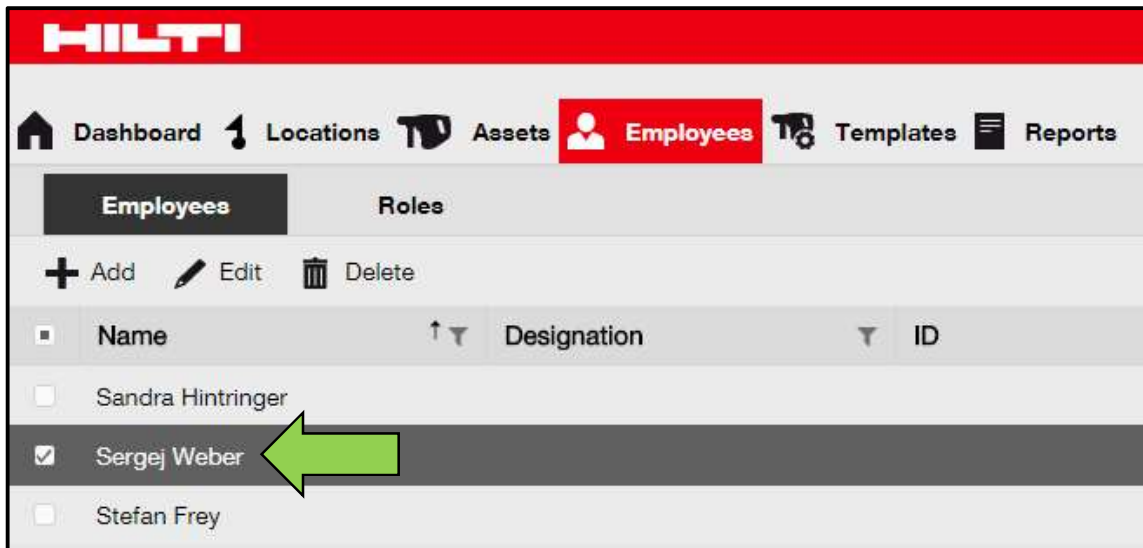 HILTI
Dashboard Locations Assets Employees Templates Reports
Employees Roles
Add Edit Delete
Name Designation ID
Sandra Hintringer
Sergej Weber
Stefan Frey